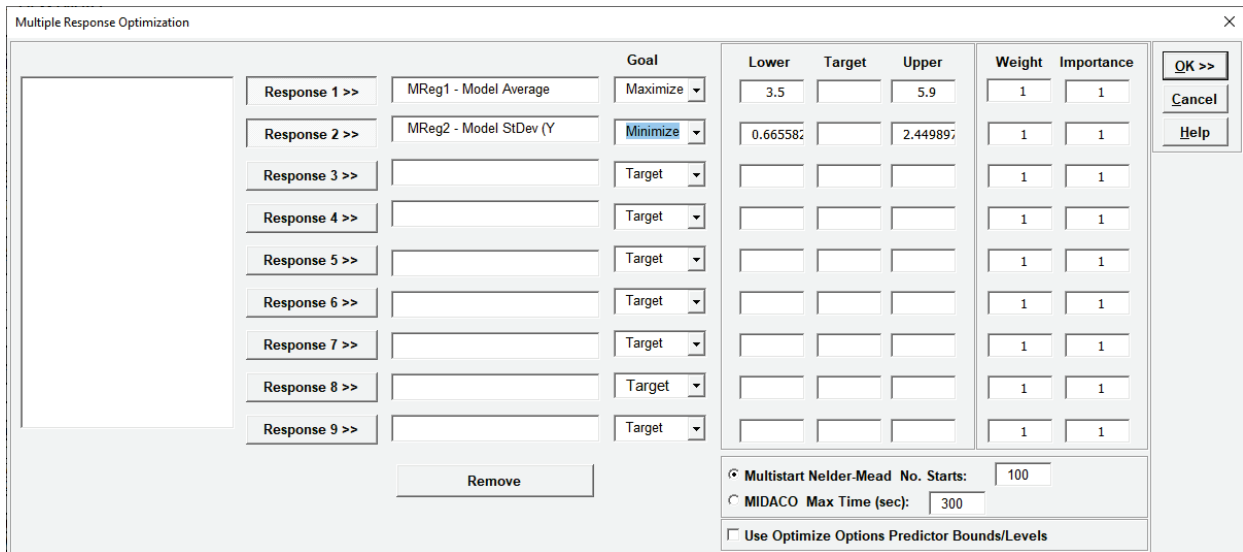 Multiple Response Optimization
Goal Lower Target Upper Weight Importance OK >>
Response 1 >> MReg1 - Model Average Maximize 3.5 5.9 1 1
Cancel
Response 2 >> MReg2 - Model StDev (Y Minimize 0.665582 2.449897 1 1 Help
Response 3 >> Target 1 1
Response 4 >> Target 1 1
Response 5 >> Target 1 1
Response 6 >> Target 1 1
Response 7 >> Target 1 1
Response 8 >> Target 1 1
Response 9 >> Target 1 1
Remove
Multistart Nelder-Mead No. Starts: 100
MIDACO Max Time (sec): 300
Use Optimize Options Predictor Bounds/Levels